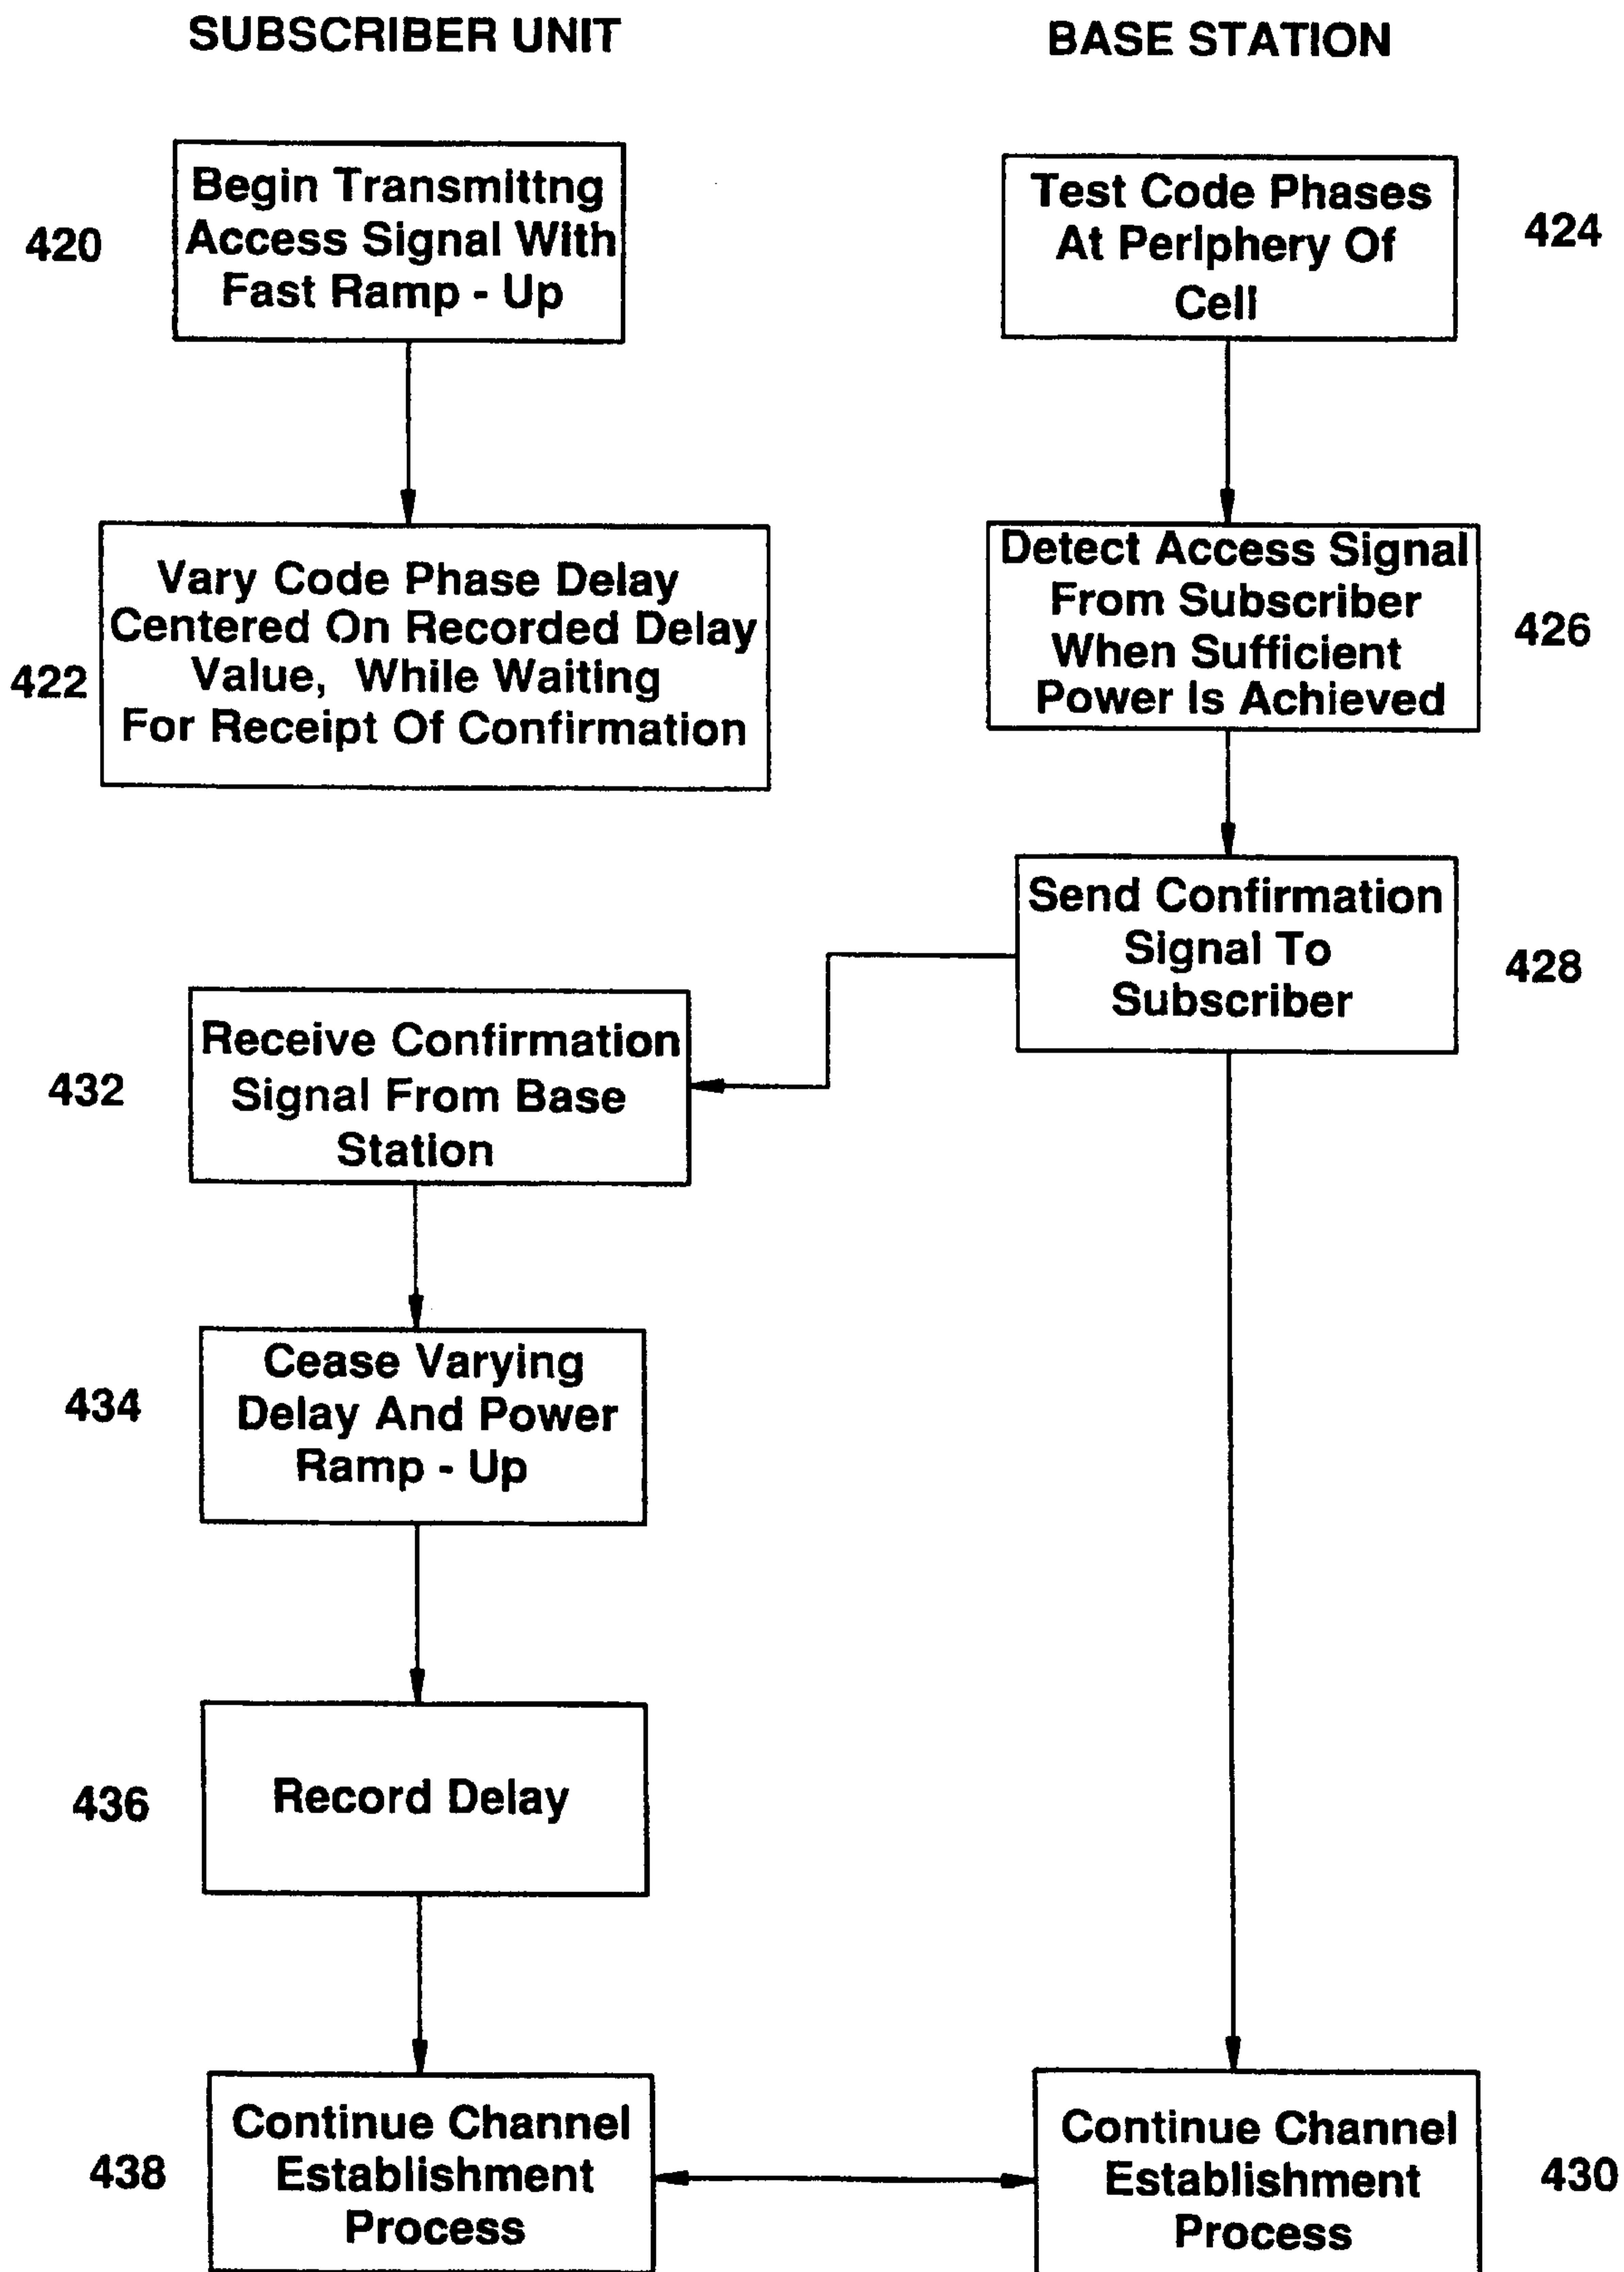 SUBSCRIBER UNIT
BASE STATION
420
Begin Transmittng
Access Signal With
Fast Ramp - Up
Test Code Phases
At Periphery Of
Cell
424
422
Vary Code Phase Delay
Centered On Recorded Delay
Value, While Waiting
For Receipt Of Confirmation
Detect Access Signal
From Subscriber
When Sufficient
Power Is Achieved
426
Send Confirmation
Signal To
Subscriber
428
432
Receive Confirmation
Signal From Base
Station
434
Cease Varying
Delay And Power
Ramp - Up
436
Record Delay
438
Continue Channel
Establishment
Process
Continue Channel
Establishment
Process
430